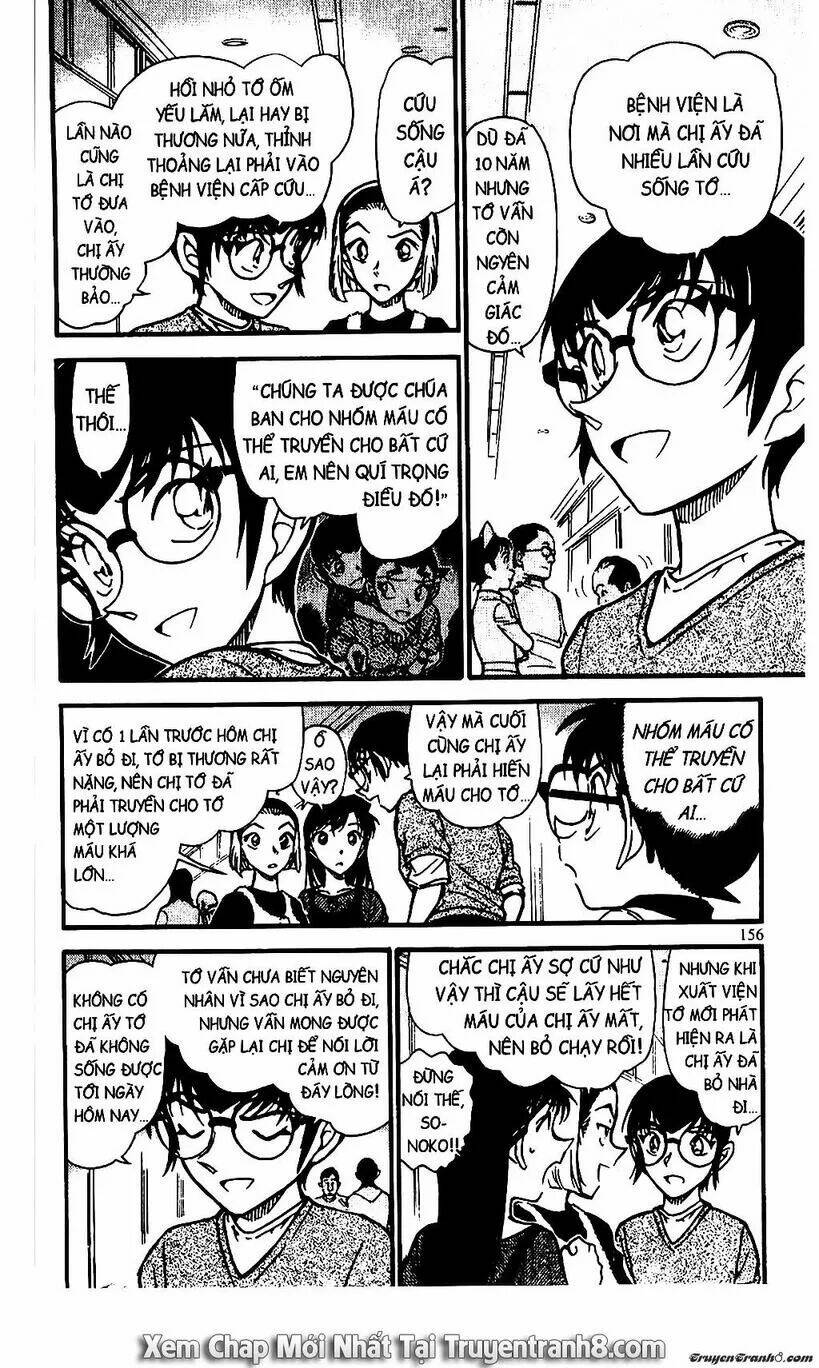 BỆNH VIỆN LÀ
NƠI MÀ CHỊ ẤY ĐÃ
NHIỀU LẦN CỨU
SỐNG TỚ...
DÙ ĐÃ
10 NĂM
NHƯNG
TỚ VẪN
CÒN
NGUYÊN
CẢM
GIÁC
ĐÓ...
CỨU
SỐNG
CẬU
Á?
HỒI NHỎ TỚ ỐM
YẾU LẮM, LẠI HAY BỊ
THƯƠNG NỮA, THỈNH
THOẢNG LẠI PHẢI VÀO
BỆNH VIỆN CẤP CỨU...
LẦN NÀO
CŨNG
LÀ CHỊ
TỚ ĐƯA
VÀO,
CHỊ ẤY
THƯỜNG
BẢO...
"CHÚNG TA ĐƯỢC CHÚA
BAN CHO NHÓM MÁU CÓ
THỂ TRUYỀN CHO BẤT CỨ
AI, EM NÊN QUÍ TRỌNG
ĐIỀU ĐÓ!"
THẾ
THÔI...
NHÓM MÁU CÓ
THỂ TRUYỀN
CHO BẤT CỨ
AI...
VẬY MÀ CUỐI
CÙNG CHỊ ẤY
LẠI PHẢI HIẾN
MÁU CHO TỚ...
Ồ
SAO
VẬY?
VÌ CÓ 1 LẦN TRƯỚC HÔM CHỊ
ẤY BỎ ĐI, TỚ BỊ THƯƠNG RẤT
NẶNG, NÊN CHỊ TỚ ĐÃ
PHẢI TRUYỀN CHO TỚ
MỘT LƯỢNG
MÁU KHÁ
LỚN...
156
NHƯNG KHI
XUẤT VIỆN
TỚ MỚI PHÁT
HIỆN RA LÀ
CHỊ ẤY ĐÃ
BỎ NHÀ
ĐI...
CHẮC CHỊ ẤY SỢ CỨ NHƯ
VẬY THÌ CẬU SẼ LẤY HẾT
MÁU CỦA CHỊ ẤY MẤT,
NÊN BỎ CHẠY RỒI!
ĐỪNG
NÓI THẾ,
SO-
NOKO!!
TỚ VẪN CHƯA BIẾT NGUYÊN
NHÂN VÌ SAO CHỊ ẤY BỎ ĐI,
NHƯNG VẪN MONG ĐƯỢC
GẶP LẠI CHỊ ĐỂ NÓI LỜI
CẢM ƠN TỪ
ĐÁY LÒNG!
KHÔNG CÓ
CHỊ ẤY TỚ
ĐÃ KHÔNG
SỐNG ĐƯỢC
TỚI NGÀY
HÔM NAY...
Xem Chap Mới Nhất Tại Truyentranh8.com
TruyenTranh8.com